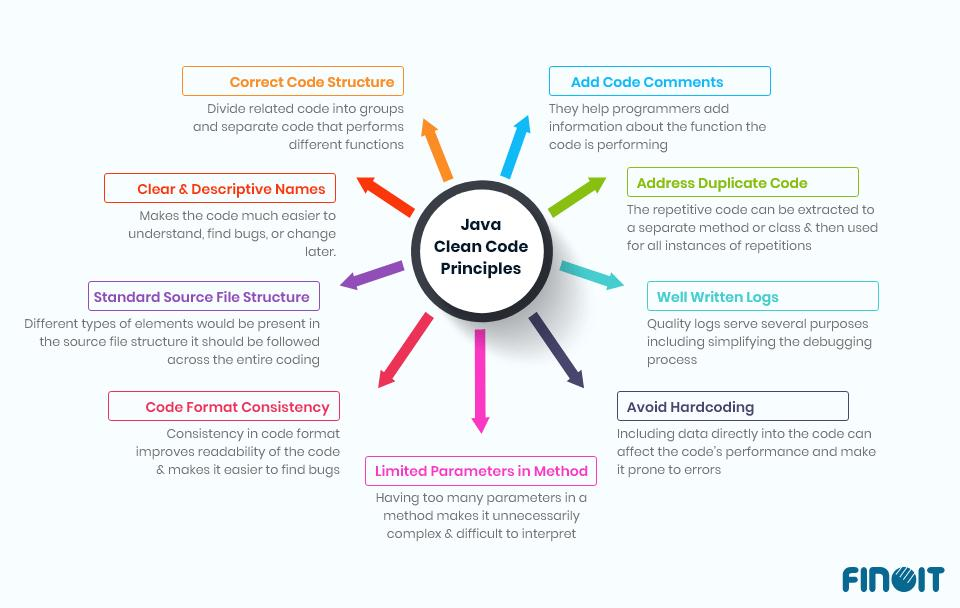 Correct Code Structure
Divide related code into groups
and separate code that performs
different functions
Add Code Comments
They help programmers add
information about the function the
code is performing
Clear & Descriptive Names
Makes the code much easier to
understand, find bugs, or change
later.
Address Duplicate Code
The repetitive code can be extracted to
a separate method or class & then used
for all instances of repetitions
Java
Clean Code
Principles
Standard Source File Structure
Different types of elements would be present in
the source file structure it should be followed
across the entire coding
Well Written Logs
Quality logs serve several purposes
including simplifying the debugging
process
Code Format Consistency
Consistency in code format
improves readability of the code
& makes it easier to find bugs
Avoid Hardcoding
Including data directly into the code can
affect the code's performance and make
it prone to errors
Limited Parameters in Method
Having too many parameters in a
method makes it unnecessarily
complex & difficult to interpret
FINOIT